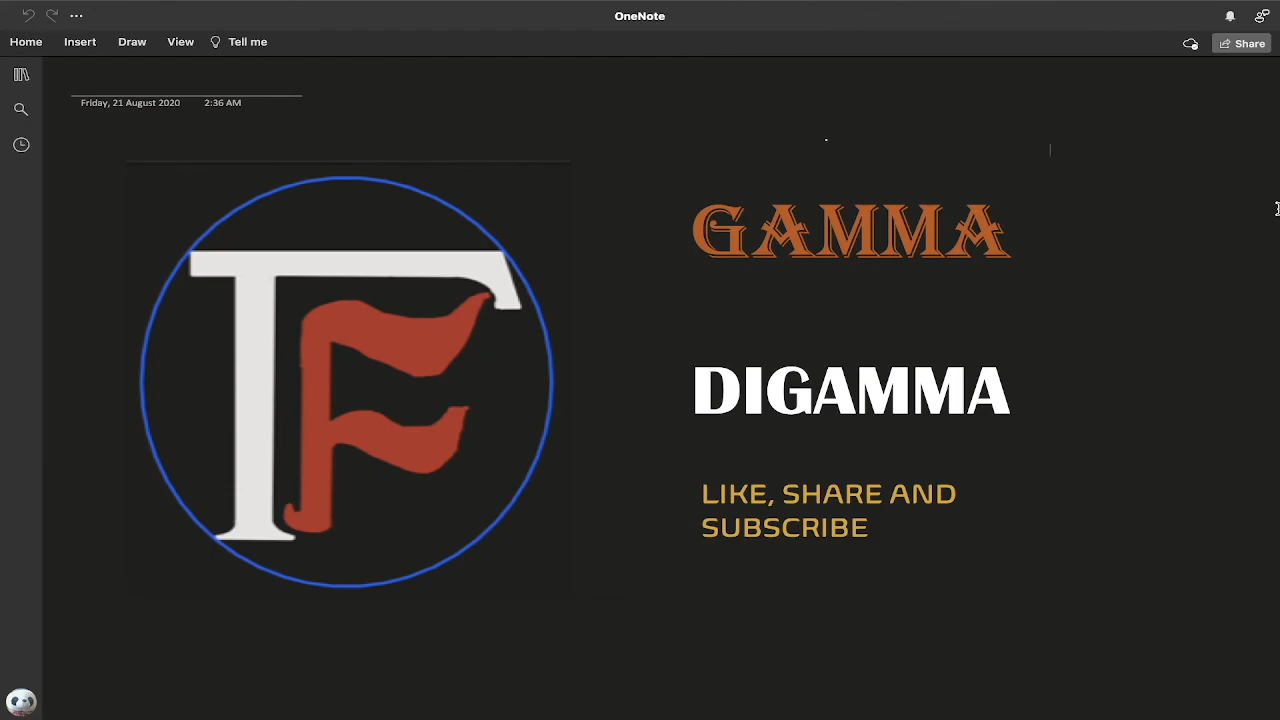 OneNote
Home Insert Draw View Tell me
Share
Friday, 21 August 2020 2:36 AM
GAMMA
DIGAMMA
LIKE, SHARE AND
SUBSCRIBE